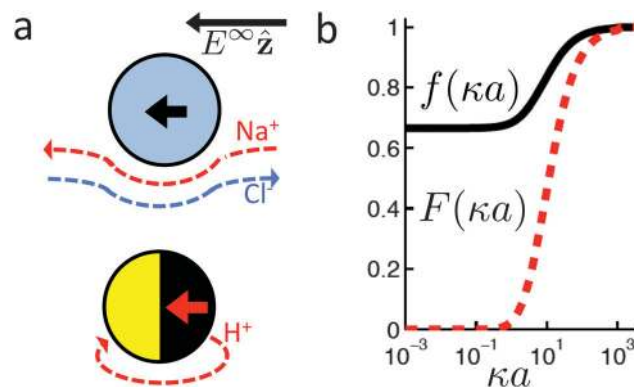 a
E^∞ ẑ
Na⁺
Cl⁻
H⁺
b
1
0.8
0.6
0.4
0.2
0
f(κa)
F(κa)
10⁻³ 10⁻¹ 10¹ 10³
κa